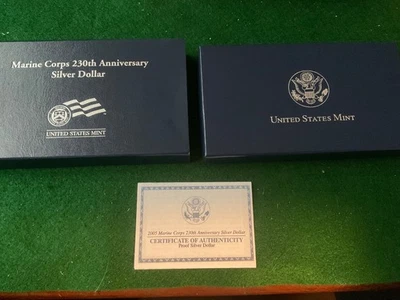 Marine Corps 230th Anniversary
Silver Dollar
UNITED STATES MINT
UNITED STATES MINT
2005 Marine Corps 230th Anniversary Silver Dollar
CERTIFICATE OF AUTHENTICITY
Proof Silver Dollar